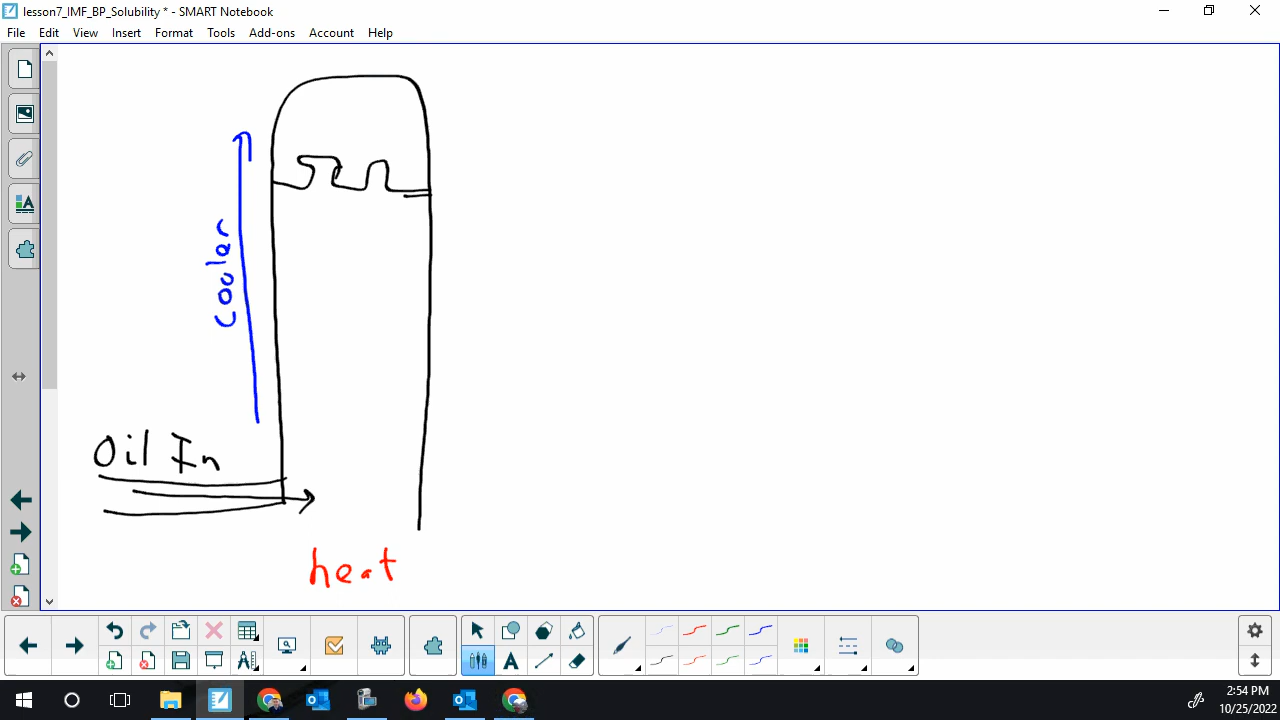 lesson7_IMF_BP_Solubility * - SMART Notebook
File Edit View Insert Format Tools Add-ons Account Help
cooler
Oil In
heat
2:54 PM
10/25/2022